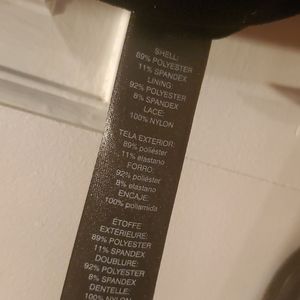 SHELL:
89% POLYESTER
11% SPANDEX
LINING:
92% POLYESTER
8% SPANDEX
LACE:
100% NYLON
TELA EXTERIOR:
89% poliéster
11% elastano
FORRO:
92% poliéster
8% elastano
ENCAJE:
100% poliamida
ÉTOFFE
EXTÉRIEURE:
89% POLYESTER
11% SPANDEX
DOUBLURE:
92% POLYESTER
8% SPANDEX
DENTELLE:
100% NYLON